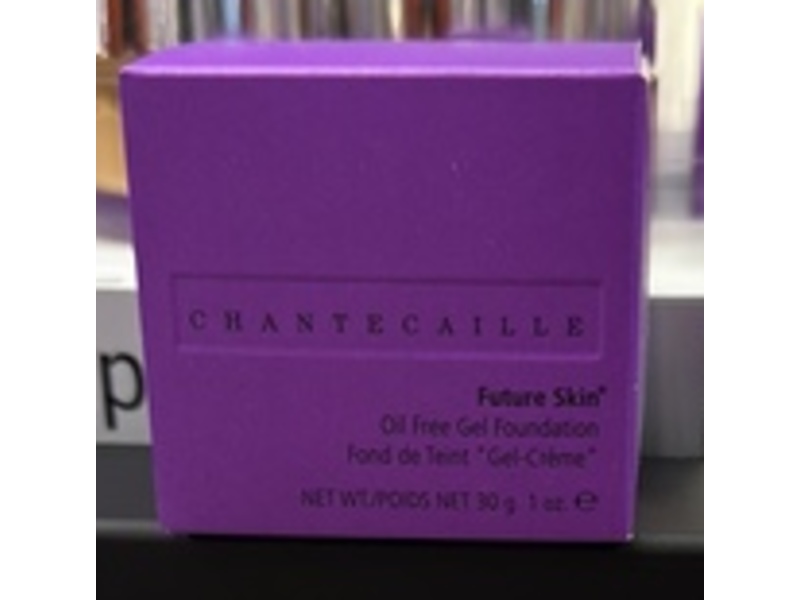 CHANTECAILLE
p
Future Skin®
Oil Free Gel Foundation
Fond de Teint "Gel-Crème"
NET WT./POIDS NET 30 g 1 oz. ℮